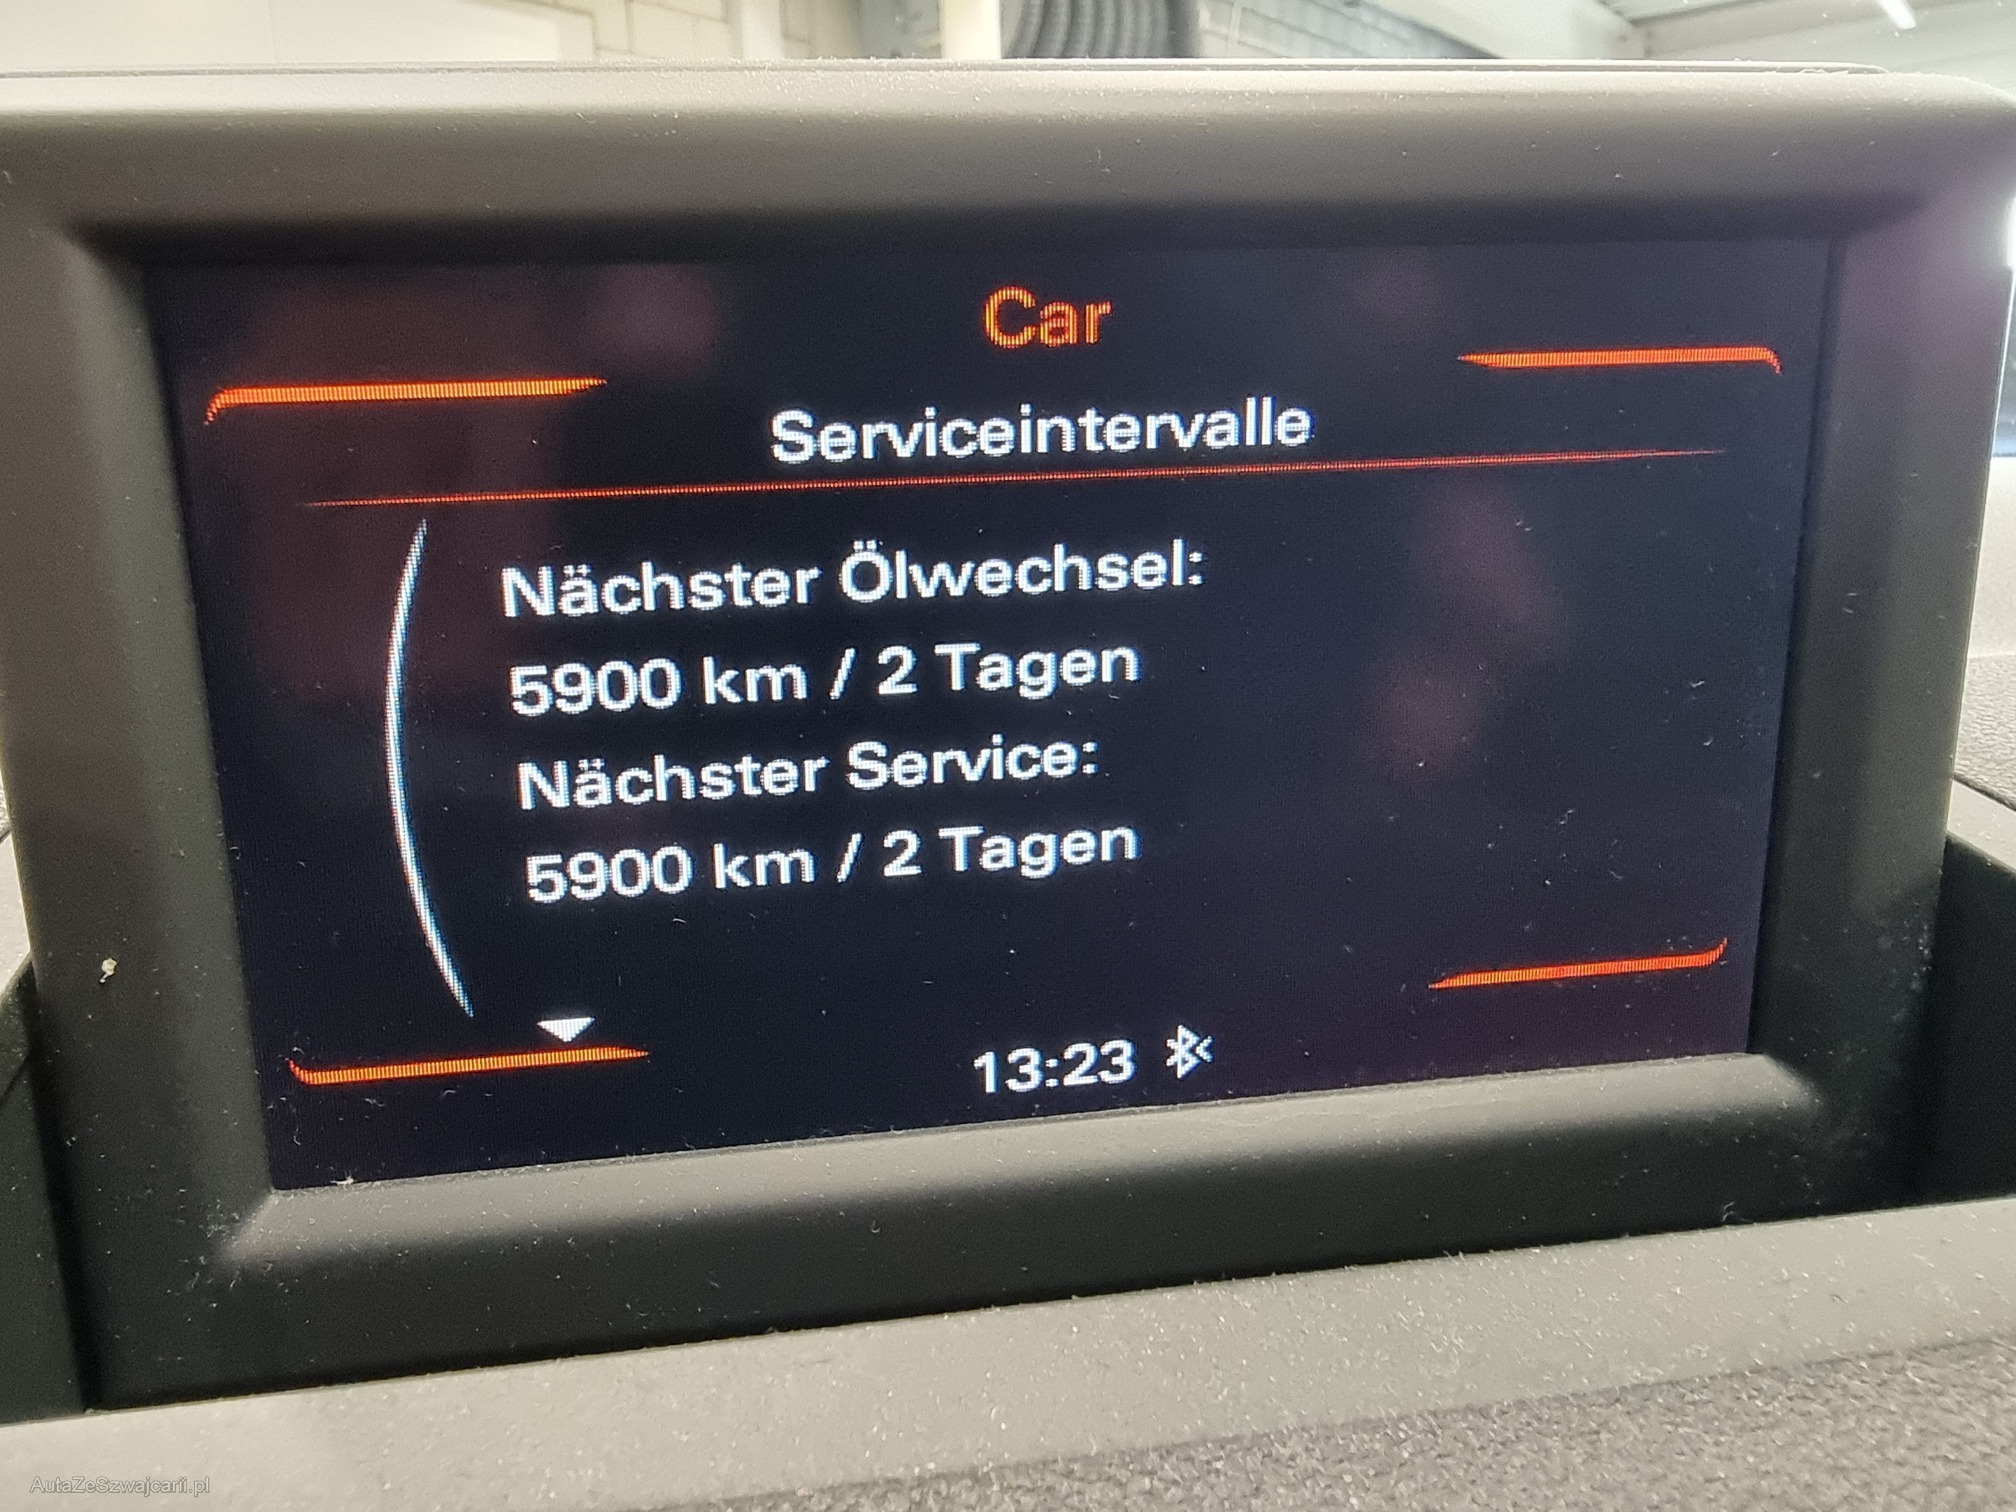 Car
Serviceintervalle
Nächster Ölwechsel:
5900 km / 2 Tagen
Nächster Service:
5900 km / 2 Tagen
13:23
AutaZeSzwajcarii.pl